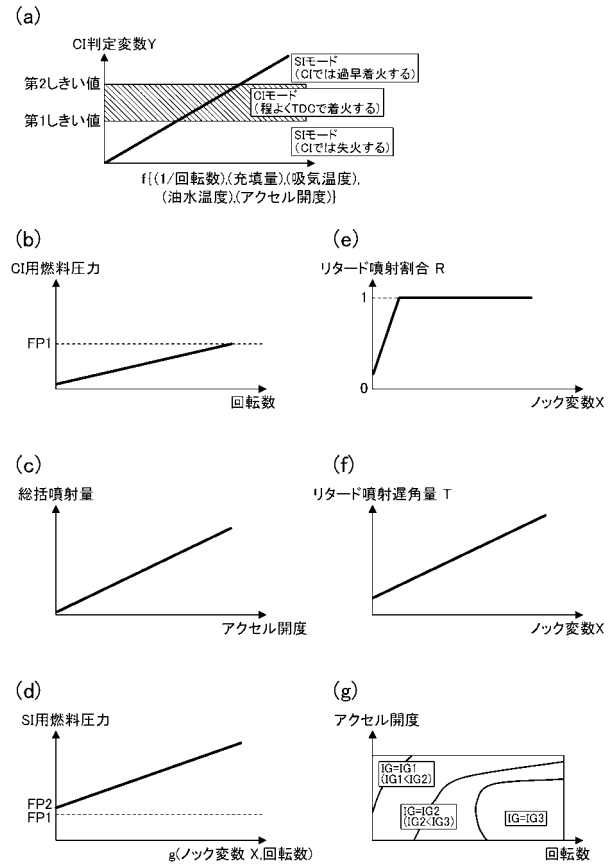 (a)
CI判定変数Y
第2しきい値
第1しきい値
SIモード
(CIでは過早着火する)
CIモード
(程よくTDCで着火する)
SIモード
(CIでは失火する)
f{(1/回転数),(充填量),(吸気温度),
(油水温度),(アクセル開度)}
(b)
CI用燃料圧力
FP1
回転数
(e)
リタード噴射割合 R
1
0
ノック変数X
(c)
総括噴射量
アクセル開度
(f)
リタード噴射遅角量 T
ノック変数X
(d)
SI用燃料圧力
FP2
FP1
g(ノック変数 X,回転数)
(g)
アクセル開度
IG=IG1
(IG1<IG2)
IG=IG2
(IG2<IG3)
IG=IG3
回転数